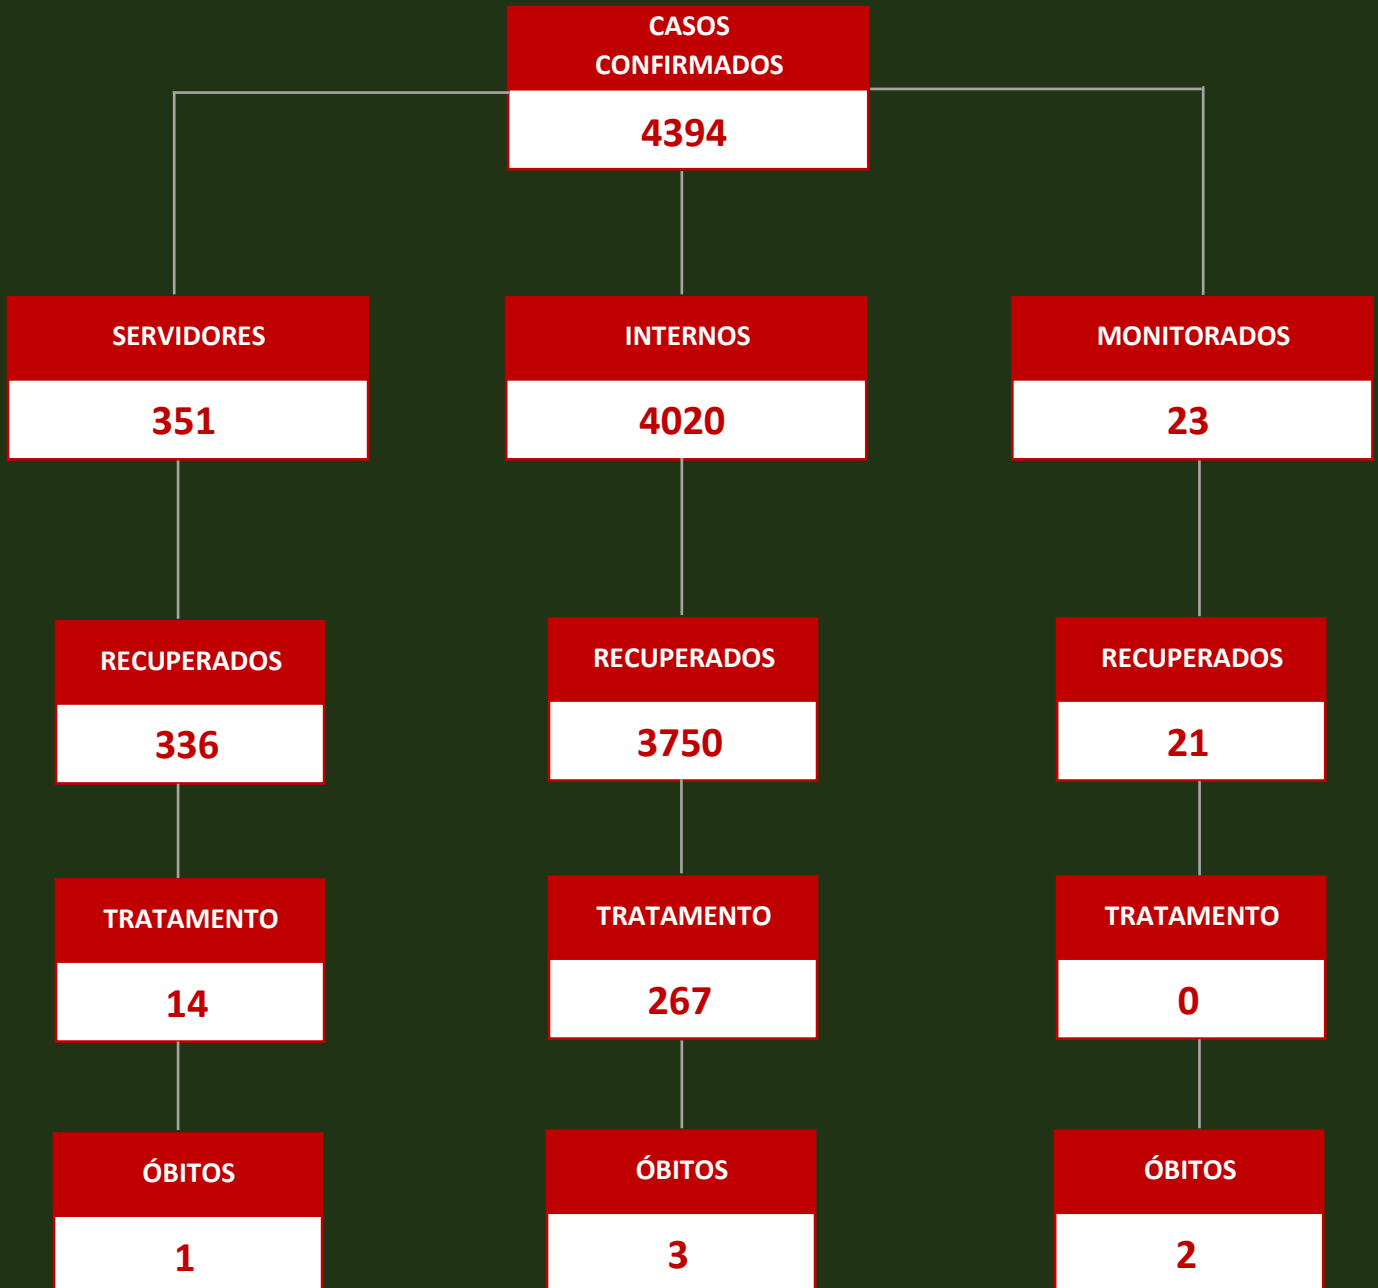 CASOS
CONFIRMADOS
4394
SERVIDORES
351
INTERNOS
4020
MONITORADOS
23
RECUPERADOS
336
RECUPERADOS
3750
RECUPERADOS
21
TRATAMENTO
14
TRATAMENTO
267
TRATAMENTO
0
ÓBITOS
1
ÓBITOS
3
ÓBITOS
2